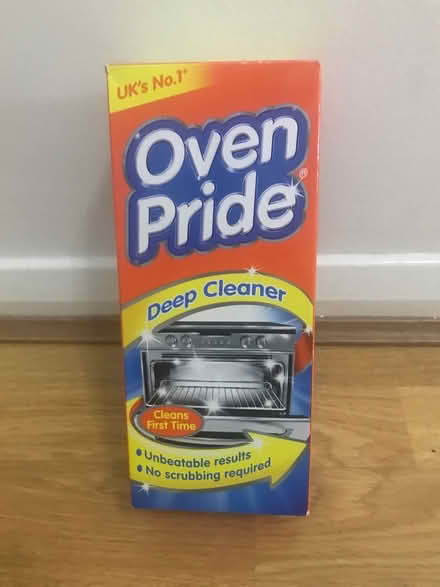 UK's No.1+
Oven
Pride®
Deep Cleaner
Cleans
First Time
• Unbeatable results
• No scrubbing required